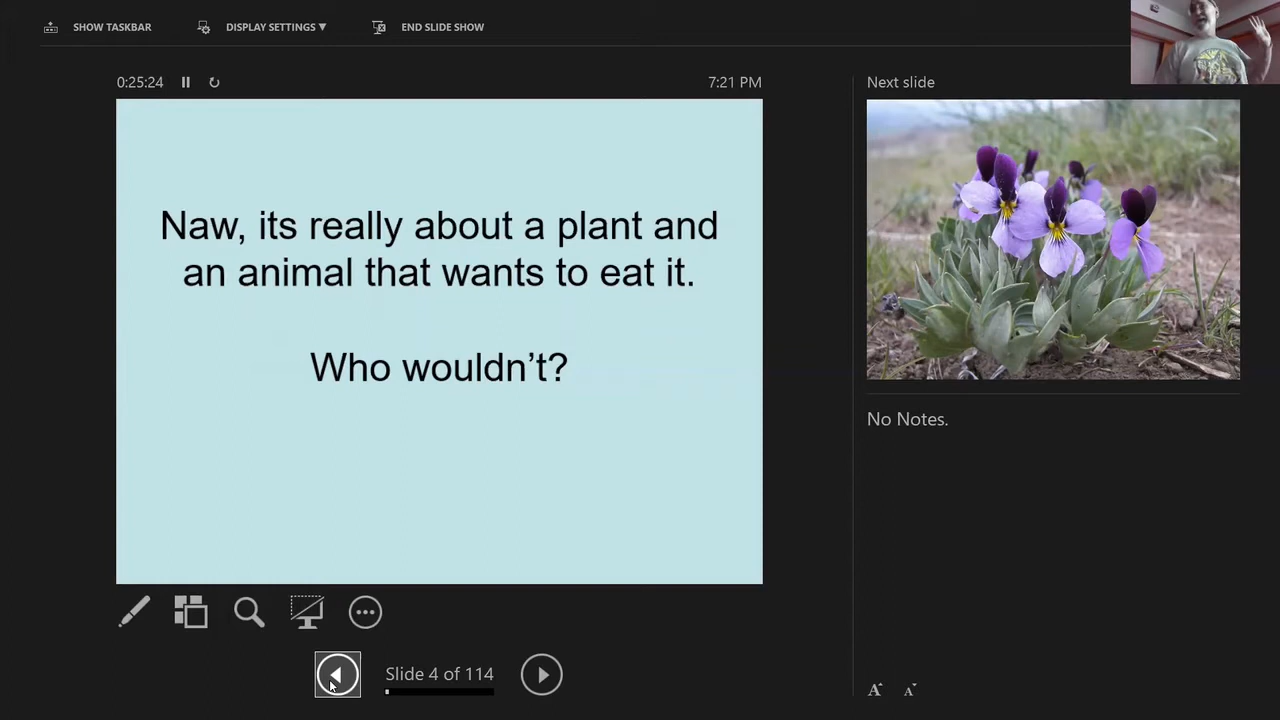 SHOW TASKBAR
DISPLAY SETTINGS ▼
END SLIDE SHOW
0:25:24
7:21 PM
Next slide
Naw, its really about a plant and
an animal that wants to eat it.
Who wouldn’t?
No Notes.
Slide 4 of 114
A A